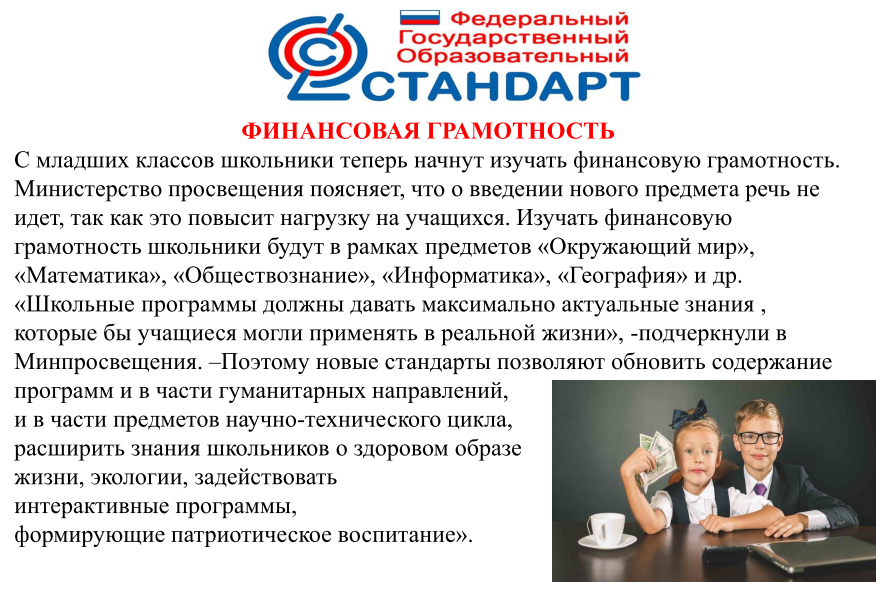 Федеральный
Государственный
Образовательный
СТАНДАРТ
ФИНАНСОВАЯ ГРАМОТНОСТЬ
С младших классов школьники теперь начнут изучать финансовую грамотность.
Министерство просвещения поясняет, что о введении нового предмета речь не
идет, так как это повысит нагрузку на учащихся. Изучать финансовую
грамотность школьники будут в рамках предметов «Окружающий мир»,
«Математика», «Обществознание», «Информатика», «География» и др.
«Школьные программы должны давать максимально актуальные знания ,
которые бы учащиеся могли применять в реальной жизни», -подчеркнули в
Минпросвещения. –Поэтому новые стандарты позволяют обновить содержание
программ и в части гуманитарных направлений,
и в части предметов научно-технического цикла,
расширить знания школьников о здоровом образе
жизни, экологии, задействовать
интерактивные программы,
формирующие патриотическое воспитание».